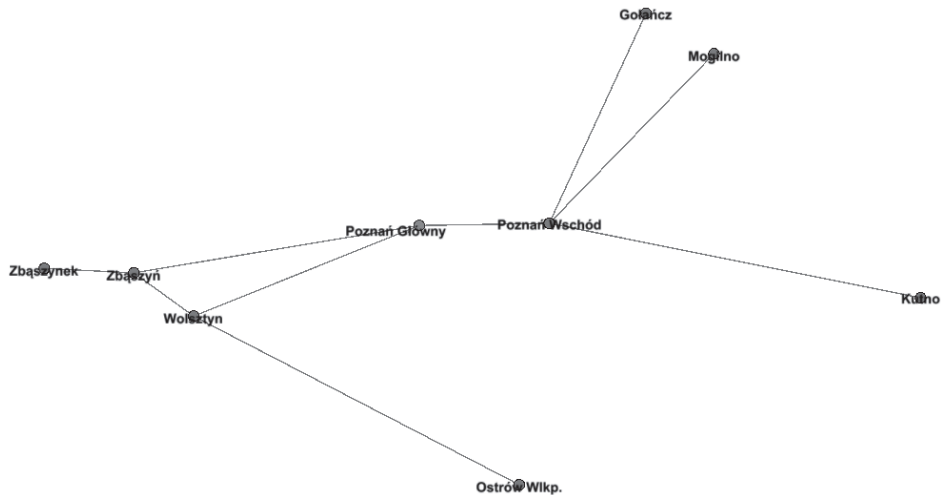 Gołańcz
Mogilno
Poznań Główny
Poznań Wschód
Zbąszynek
Zbąszyń
Kutno
Wolsztyn
Ostrów Wlkp.